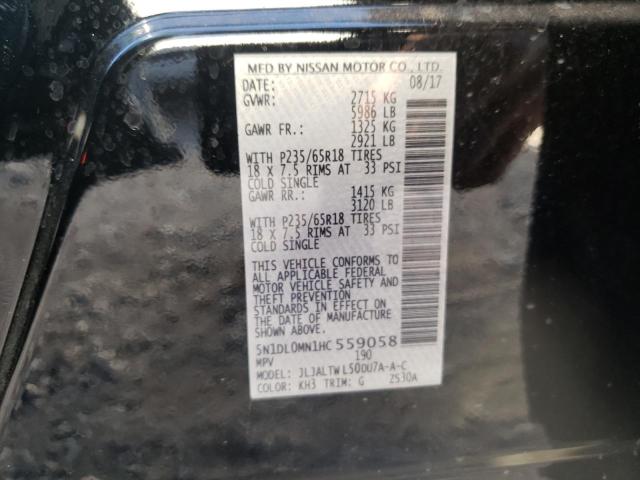 MFD BY NISSAN MOTOR CO., LTD.
DATE: 08/17
GVWR: 2715 KG
5986 LB
GAWR FR.: 1325 KG
2921 LB
WITH P235/65R18 TIRES
18 X 7.5 RIMS AT 33 PSI
COLD SINGLE
GAWR RR.: 1415 KG
3120 LB
WITH P235/65R18 TIRES
18 X 7.5 RIMS AT 33 PSI
COLD SINGLE
THIS VEHICLE CONFORMS TO
ALL APPLICABLE FEDERAL
MOTOR VEHICLE SAFETY AND
THEFT PREVENTION
STANDARDS IN EFFECT ON
THE DATE OF MANUFACTURE
SHOWN ABOVE.
5N1DL0MN1HC 559058
MPV 190
MODEL: JLJALTWL50DU7A-A-C
COLOR: KH3 TRIM: G ZS30A